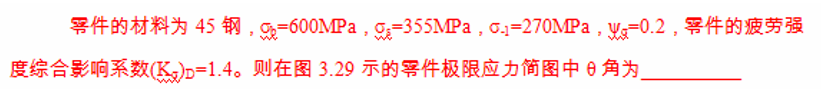 零件的材料为 45 钢，σb=600MPa，σs=355MPa，σ-1=270MPa，ψσ=0.2，零件的疲劳强
度综合影响系数(Kσ)D=1.4。则在图 3.29 示的零件极限应力简图中 θ 角为__________